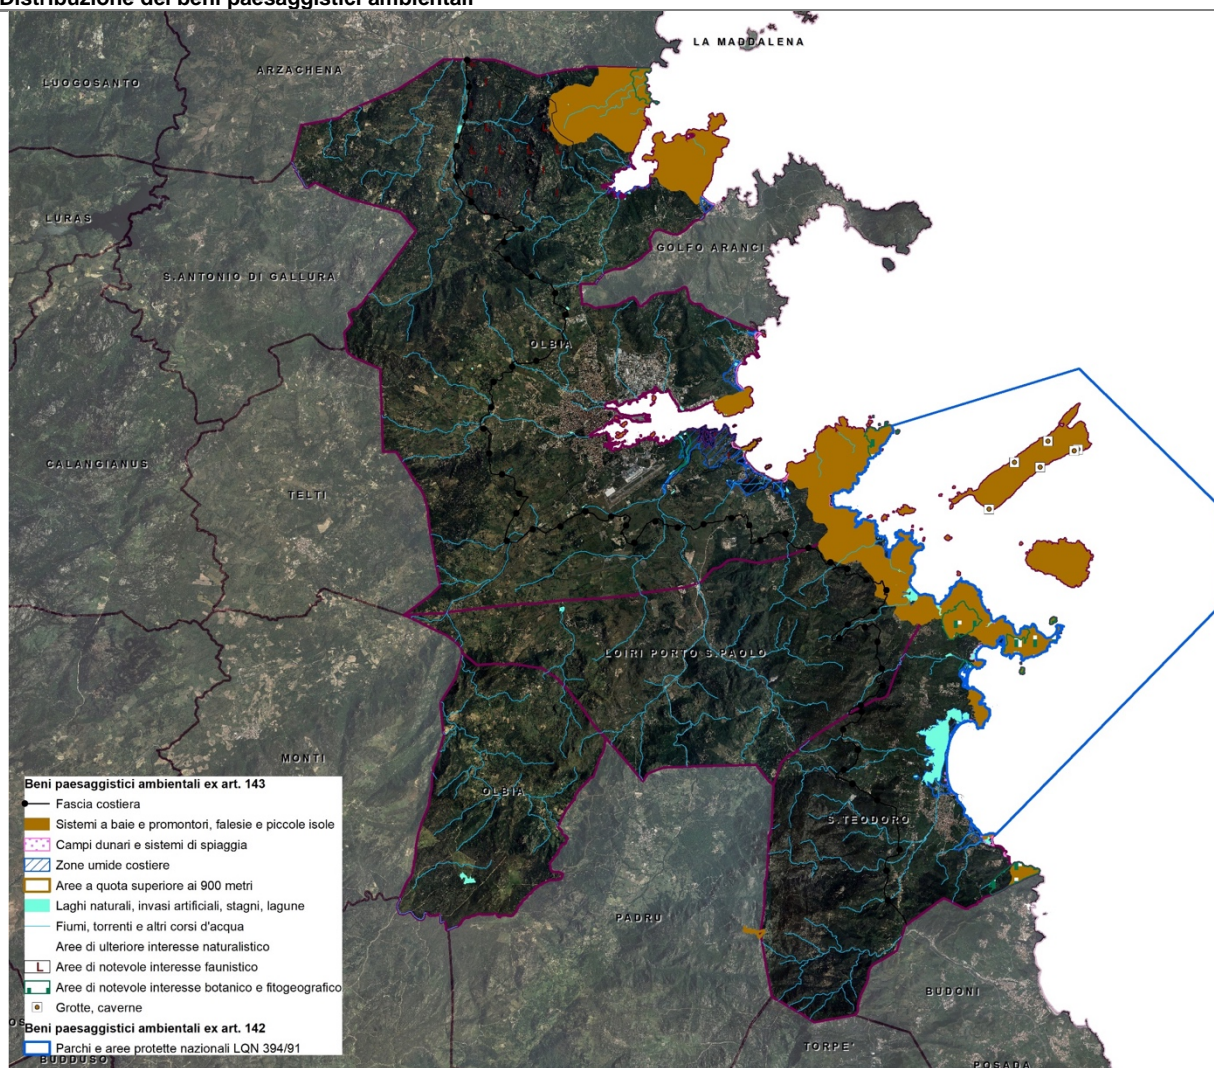 Distribuzione dei beni paesaggistici ambientali
LA MADDALENA
ARZACHENA
LUOGOSANTO
LURAS
GOLFO ARANCI
S.ANTONIO DI GALLURA
OLBIA
CALANGIANUS
TELTI
LOIRI PORTO S.PAOLO
MONTI
OLBIA
S.TEODORO
PADRU
BUDONI
TORPE'
POSADA
BUDDUSO'
Beni paesaggistici ambientali ex art. 143
Fascia costiera
Sistemi a baie e promontori, falesie e piccole isole
Campi dunari e sistemi di spiaggia
Zone umide costiere
Aree a quota superiore ai 900 metri
Laghi naturali, invasi artificiali, stagni, lagune
Fiumi, torrenti e altri corsi d'acqua
Aree di ulteriore interesse naturalistico
L Aree di notevole interesse faunistico
Aree di notevole interesse botanico e fitogeografico
Grotte, caverne
Beni paesaggistici ambientali ex art. 142
Parchi e aree protette nazionali LQN 394/91